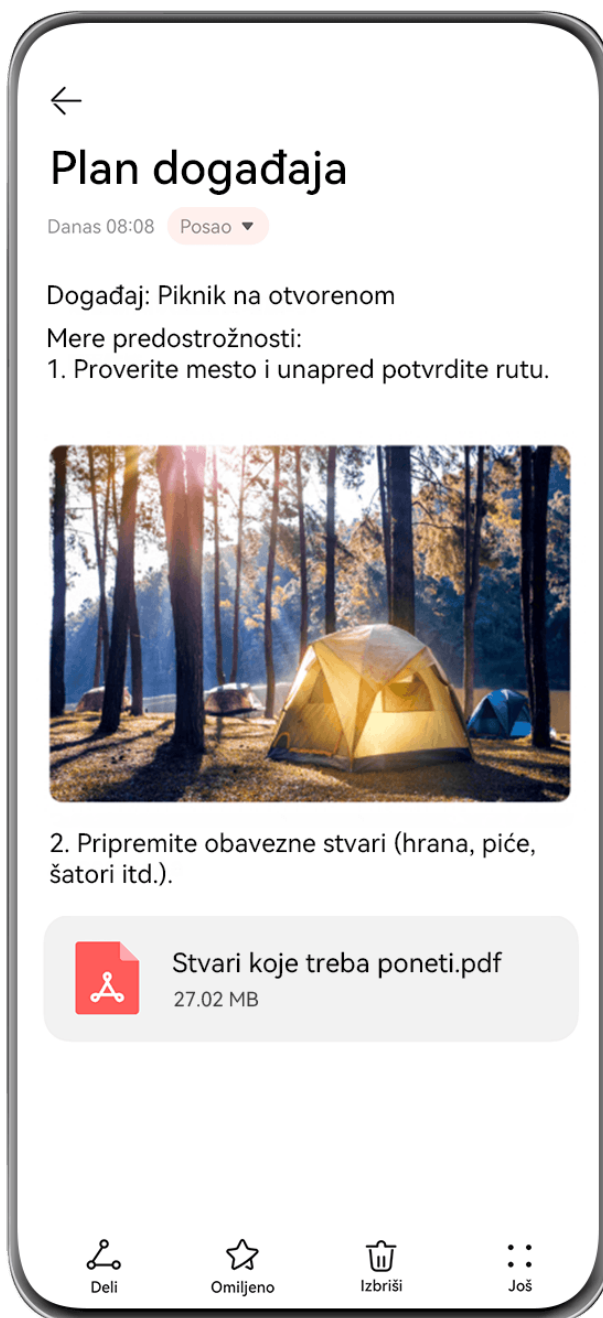 Plan događaja
Danas 08:08 Posao
Događaj: Piknik na otvorenom
Mere predostrožnosti:
1. Proverite mesto i unapred potvrdite rutu.
2. Pripremite obavezne stvari (hrana, piće,
šatori itd.).
Stvari koje treba poneti.pdf
27.02 MB
Deli Omiljeno Izbriši Još